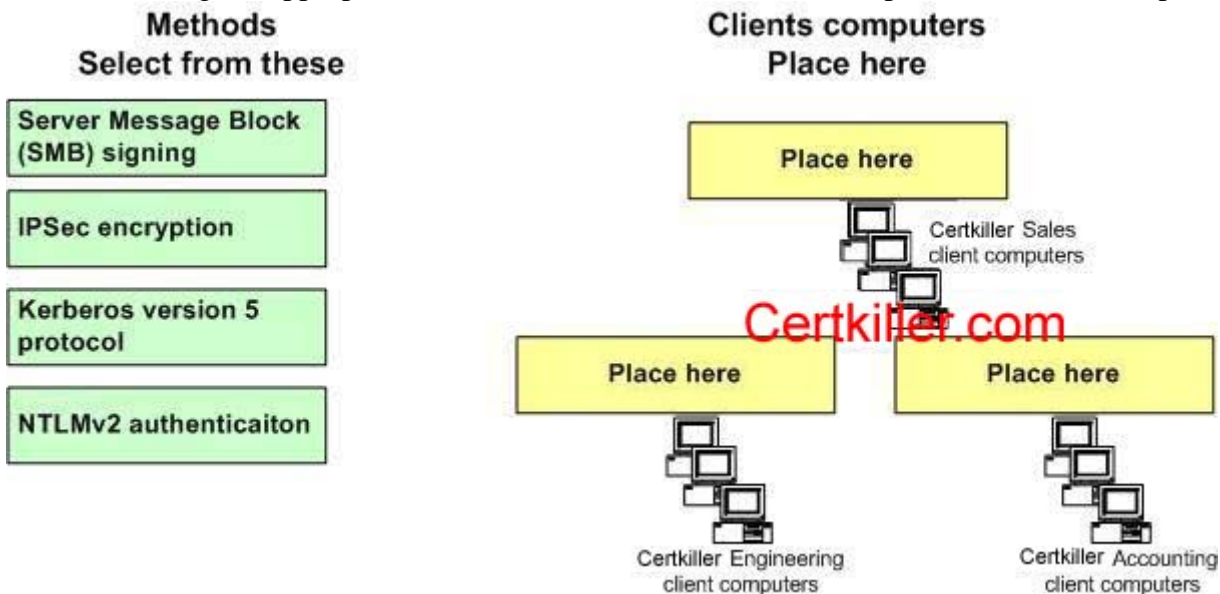 Methods
Select from these
Server Message Block
(SMB) signing
IPSec encryption
Kerberos version 5
protocol
NTLMv2 authenticaiton
Clients computers
Place here
Place here
Certkiller Sales
client computers
Certkiller.com
Place here
Place here
Certkiller Engineering
client computers
Certkiller Accounting
client computers